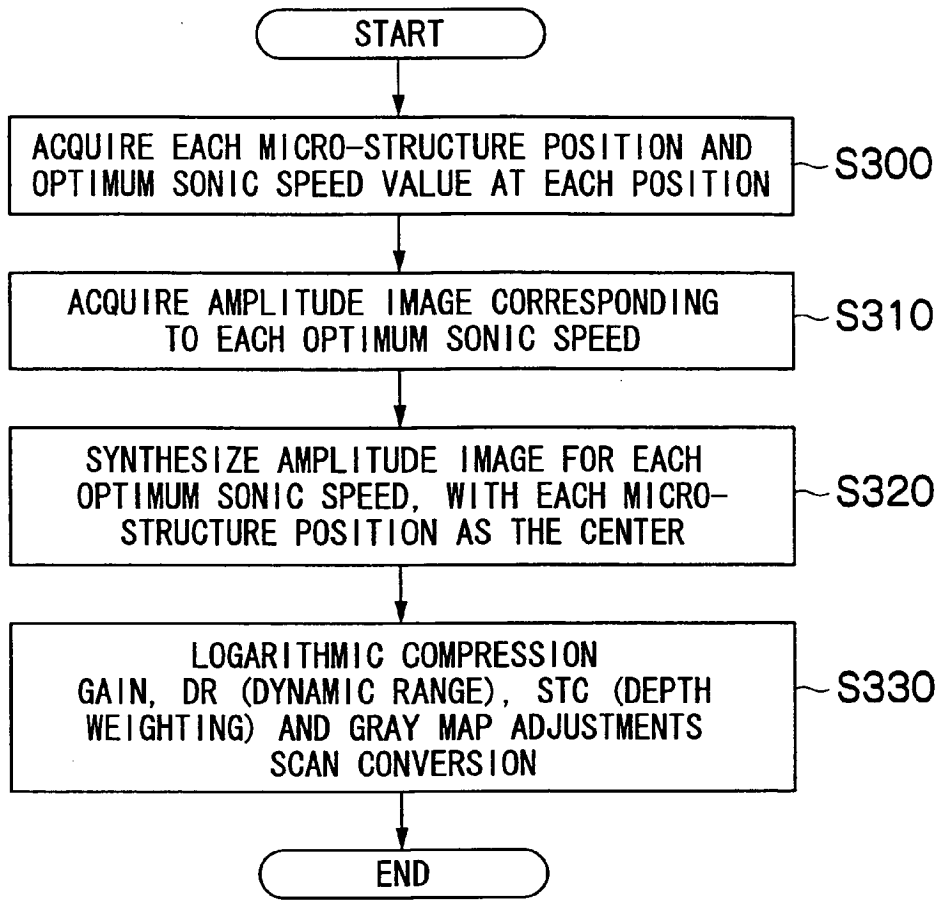 START
ACQUIRE EACH MICRO-STRUCTURE POSITION AND
OPTIMUM SONIC SPEED VALUE AT EACH POSITION
S300
ACQUIRE AMPLITUDE IMAGE CORRESPONDING
TO EACH OPTIMUM SONIC SPEED
S310
SYNTHESIZE AMPLITUDE IMAGE FOR EACH
OPTIMUM SONIC SPEED, WITH EACH MICRO-
STRUCTURE POSITION AS THE CENTER
S320
LOGARITHMIC COMPRESSION
GAIN, DR (DYNAMIC RANGE), STC (DEPTH
WEIGHTING) AND GRAY MAP ADJUSTMENTS
SCAN CONVERSION
S330
END